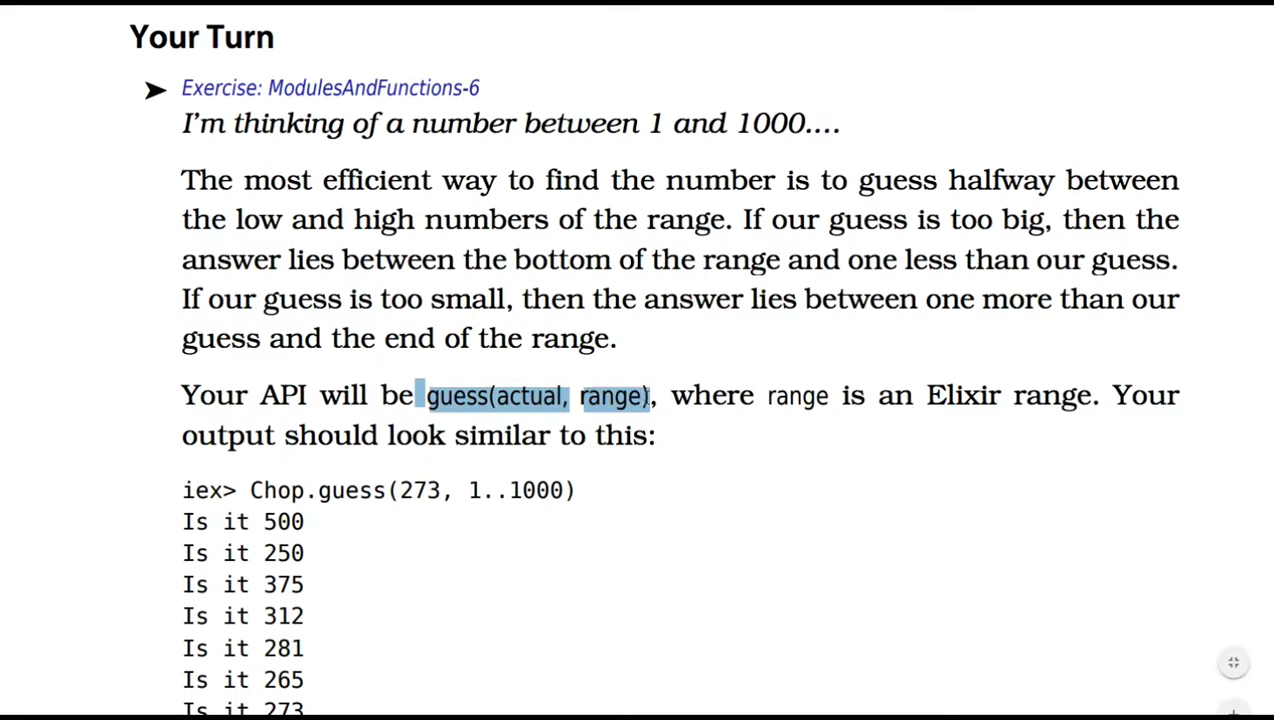 Your Turn
Exercise: ModulesAndFunctions-6
I'm thinking of a number between 1 and 1000....
The most efficient way to find the number is to guess halfway between
the low and high numbers of the range. If our guess is too big, then the
answer lies between the bottom of the range and one less than our guess.
If our guess is too small, then the answer lies between one more than our
guess and the end of the range.
Your API will be guess(actual, range), where range is an Elixir range. Your
output should look similar to this:
iex> Chop.guess(273, 1..1000)
Is it 500
Is it 250
Is it 375
Is it 312
Is it 281
Is it 265
Is it 273